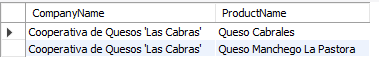 CompanyName ProductName
Cooperativa de Quesos 'Las Cabras' Queso Cabrales
Cooperativa de Quesos 'Las Cabras' Queso Manchego La Pastora